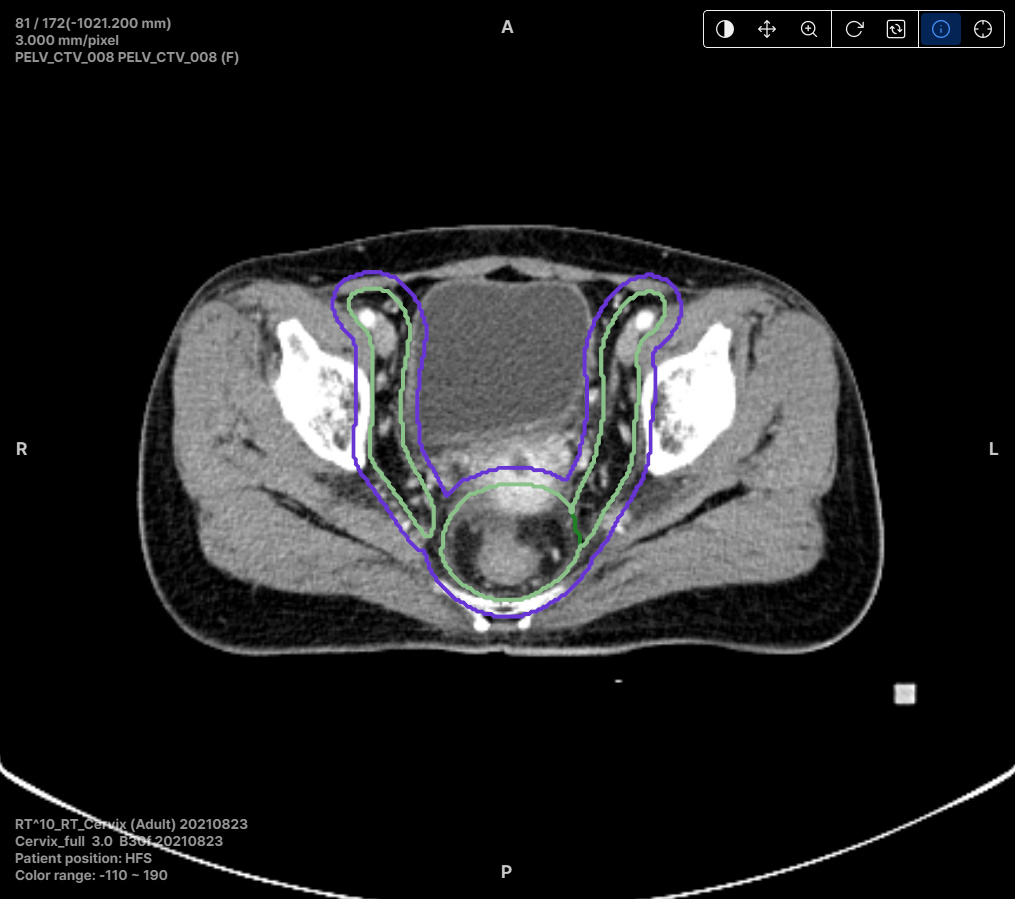 81 / 172(-1021.200 mm)
3.000 mm/pixel
PELV_CTV_008 PELV_CTV_008 (F)
A
R
L
RT^10_RT_Cervix (Adult) 20210823
Cervix_full 3.0 B30f 20210823
Patient position: HFS
Color range: -110 ~ 190
P